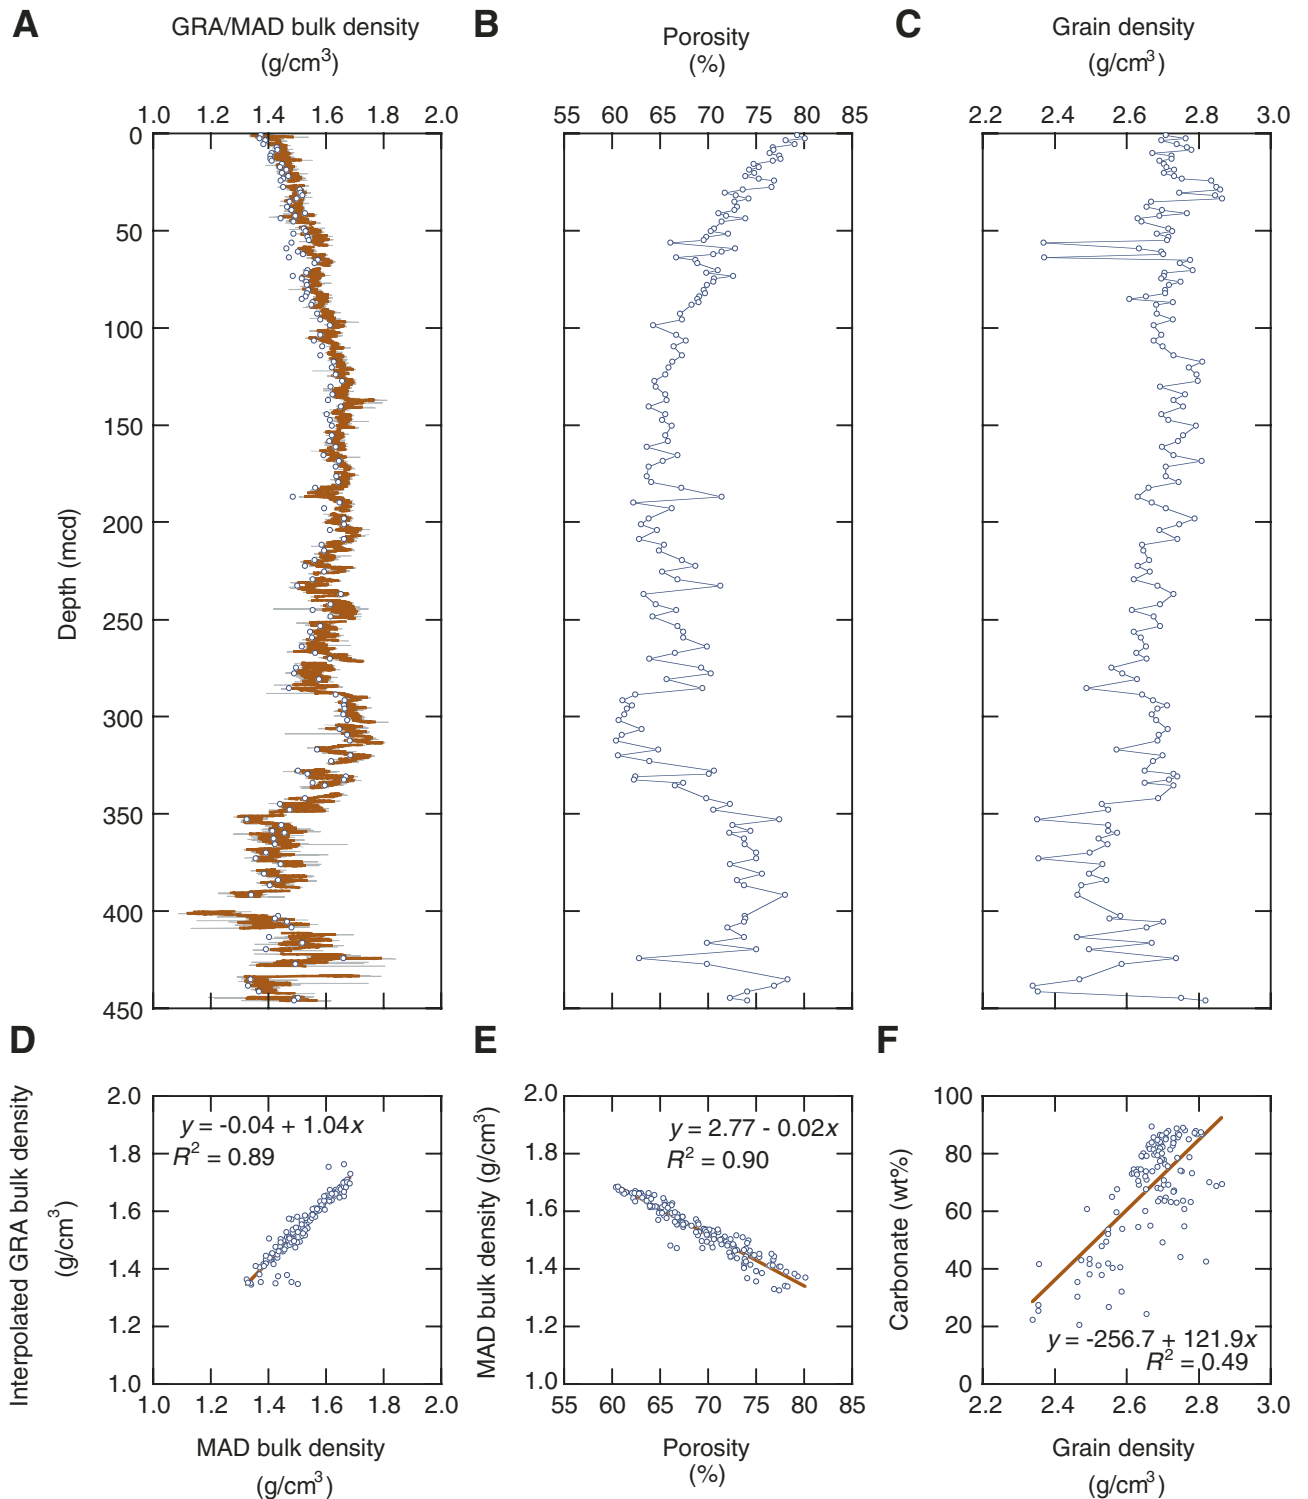 A
GRA/MAD bulk density
(g/cm³)
1.0 1.2 1.4 1.6 1.8 2.0
B
Porosity
(%)
55 60 65 70 75 80 85
C
Grain density
(g/cm³)
2.2 2.4 2.6 2.8 3.0
Depth (mcd)
0
50
100
150
200
250
300
350
400
450
D
Interpolated GRA bulk density
(g/cm³)
2.0
1.8
1.6
1.4
1.2
1.0
y = -0.04 + 1.04x
R² = 0.89
1.0 1.2 1.4 1.6 1.8 2.0
MAD bulk density
(g/cm³)
E
MAD bulk density (g/cm³)
2.0
1.8
1.6
1.4
1.2
1.0
y = 2.77 - 0.02x
R² = 0.90
55 60 65 70 75 80 85
Porosity
(%)
F
Carbonate (wt%)
100
80
60
40
20
0
y = -256.7 + 121.9x
R² = 0.49
2.2 2.4 2.6 2.8 3.0
Grain density
(g/cm³)